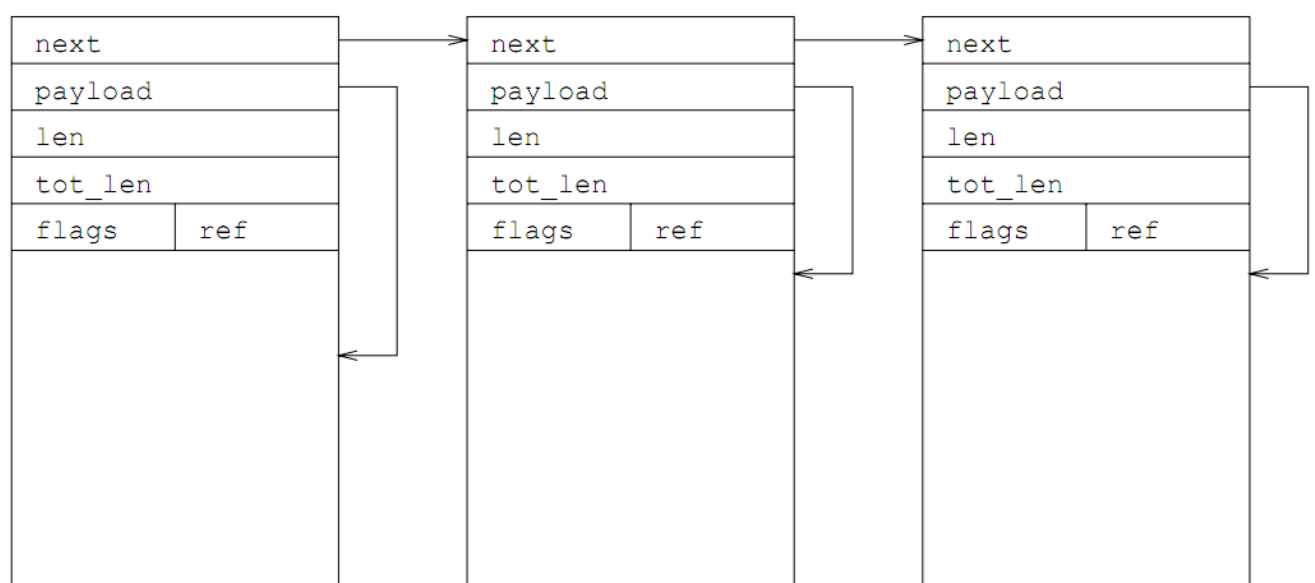 next next next
payload payload payload
len len len
tot_len tot_len tot_len
flags ref flags ref flags ref